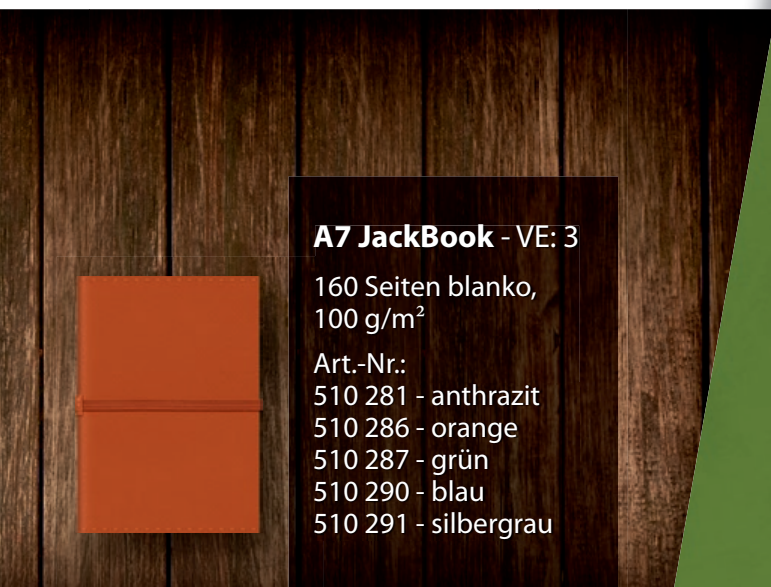 A7 JackBook - VE: 3
160 Seiten blanko,
100 g/m²
Art.-Nr.:
510 281 - anthrazit
510 286 - orange
510 287 - grün
510 290 - blau
510 291 - silbergrau